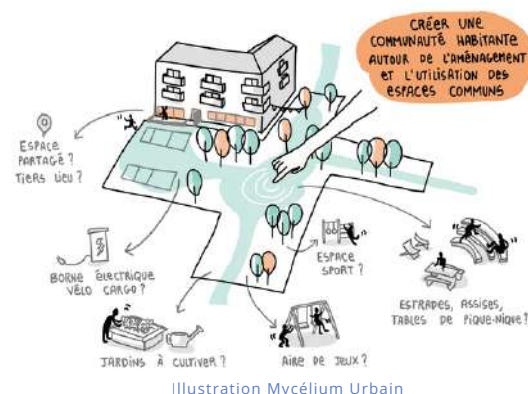 CRÉER UNE
COMMUNAUTÉ HABITANTE
AUTOUR DE L'AMÉNAGEMENT
ET L'UTILISATION DES
ESPACES COMMUNS
ESPACE
PARTAGÉ ?
TIERS LIEU ?
BORNE ÉLECTRIQUE
VÉLO CARGO ?
ESPACE
SPORT ?
ESTRADES, ASSISES,
TABLES DE PIQUE-NIQUE ?
JARDINS À CULTIVER ?
AIRE DE JEUX ?
Illustration Mycélium Urbain